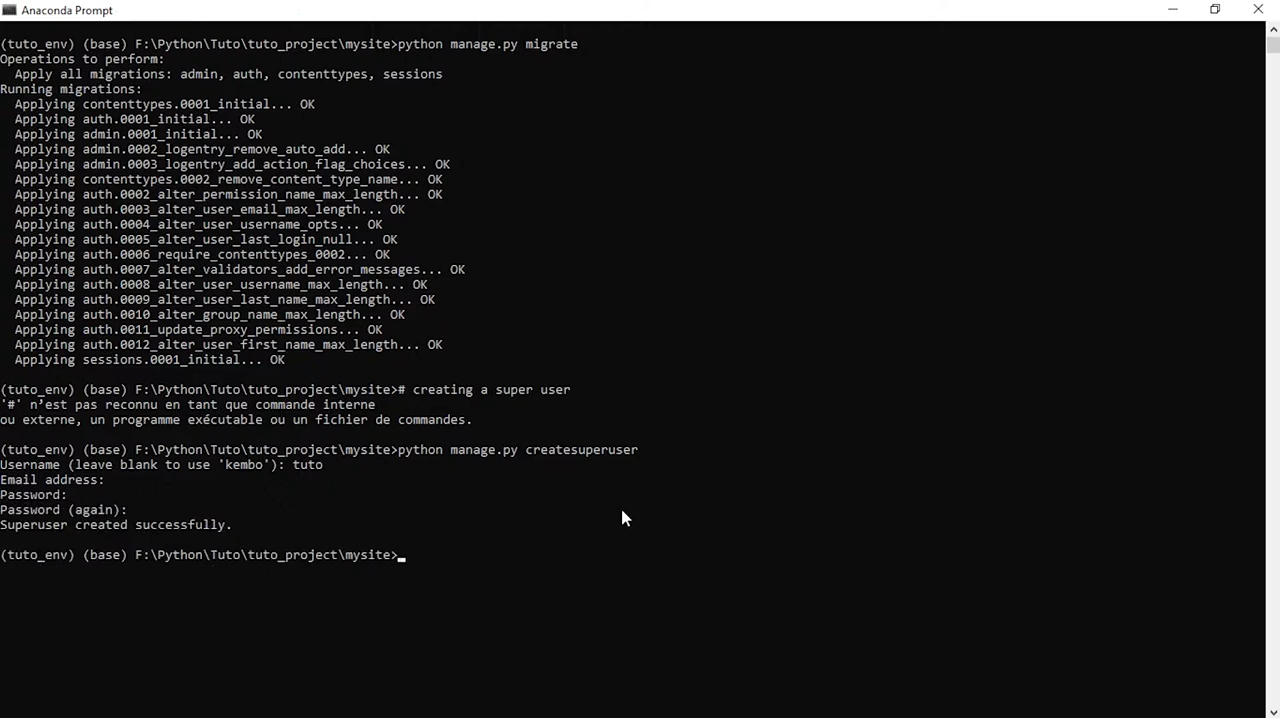 Anaconda Prompt
(tuto_env) (base) F:\Python\Tuto\tuto_project\mysite>python manage.py migrate
Operations to perform:
  Apply all migrations: admin, auth, contenttypes, sessions
Running migrations:
  Applying contenttypes.0001_initial... OK
  Applying auth.0001_initial... OK
  Applying admin.0001_initial... OK
  Applying admin.0002_logentry_remove_auto_add... OK
  Applying admin.0003_logentry_add_action_flag_choices... OK
  Applying contenttypes.0002_remove_content_type_name... OK
  Applying auth.0002_alter_permission_name_max_length... OK
  Applying auth.0003_alter_user_email_max_length... OK
  Applying auth.0004_alter_user_username_opts... OK
  Applying auth.0005_alter_user_last_login_null... OK
  Applying auth.0006_require_contenttypes_0002... OK
  Applying auth.0007_alter_validators_add_error_messages... OK
  Applying auth.0008_alter_user_username_max_length... OK
  Applying auth.0009_alter_user_last_name_max_length... OK
  Applying auth.0010_alter_group_name_max_length... OK
  Applying auth.0011_update_proxy_permissions... OK
  Applying auth.0012_alter_user_first_name_max_length... OK
  Applying sessions.0001_initial... OK
(tuto_env) (base) F:\Python\Tuto\tuto_project\mysite># creating a super user
'#' n’est pas reconnu en tant que commande interne
ou externe, un programme exécutable ou un fichier de commandes.
(tuto_env) (base) F:\Python\Tuto\tuto_project\mysite>python manage.py createsuperuser
Username (leave blank to use 'kembo'): tuto
Email address:
Password:
Password (again):
Superuser created successfully.
(tuto_env) (base) F:\Python\Tuto\tuto_project\mysite>